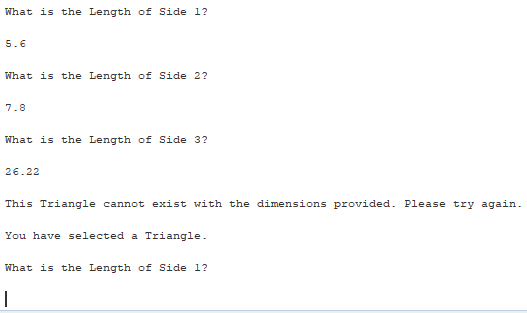 What is the Length of Side 1?
5.6
What is the Length of Side 2?
7.8
What is the Length of Side 3?
26.22
This Triangle cannot exist with the dimensions provided. Please try again.
You have selected a Triangle.
What is the Length of Side 1?